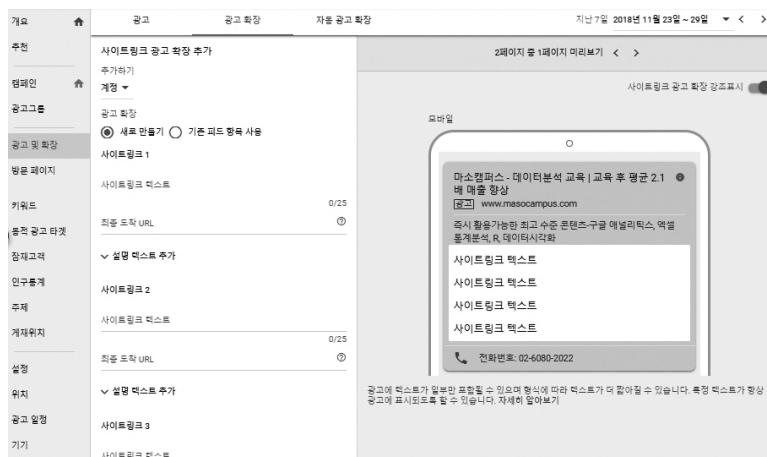 개요
추천
캠페인
광고그룹
광고 및 확장
방문 페이지
키워드
동적 광고 타겟
잠재고객
인구통계
주제
게재위치
설정
위치
광고 일정
기기
광고
광고 확장
자동 광고 확장
지난 7일 2018년 11월 23일 ~ 29일
사이트링크 광고 확장 추가
추가하기
계정
광고 확장
새로 만들기
기존 피드 항목 사용
사이트링크 1
사이트링크 텍스트
0/25
최종 도착 URL
설명 텍스트 추가
사이트링크 2
사이트링크 텍스트
0/25
최종 도착 URL
설명 텍스트 추가
사이트링크 3
사이트링크 텍스트
2페이지 중 1페이지 미리보기
사이트링크 광고 확장 강조표시
모바일
마소캠퍼스 - 데이터분석 교육 | 교육 후 평균 2.1
배 매출 향상
광고 www.masocampus.com
즉시 활용가능한 최고 수준 콘텐츠-구글 애널리틱스, 엑셀
통계분석, R, 데이터시각화
사이트링크 텍스트
사이트링크 텍스트
사이트링크 텍스트
사이트링크 텍스트
전화번호: 02-6080-2022
광고에 텍스트가 일부만 포함될 수 있으며 형식에 따라 텍스트가 더 짧아질 수 있습니다. 특정 텍스트가 항상
광고에 표시되도록 할 수 있습니다. 자세히 알아보기